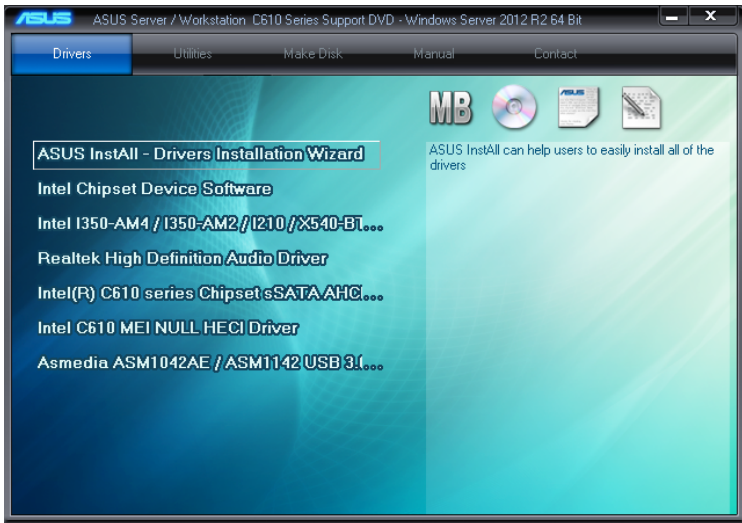 ASUS ASUS Server / Workstation C610 Series Support DVD - Windows Server 2012 R2 64 Bit
Drivers Utilities Make Disk Manual Contact
MB ASUS
ASUS InstAll - Drivers Installation Wizard
Intel Chipset Device Software
Intel I350-AM4 / I350-AM2 / I210 / X540-BT...
Realtek High Definition Audio Driver
Intel(R) C610 series Chipset sSATA AHCI...
Intel C610 MEI NULL HECI Driver
Asmedia ASM1042AE / ASM1142 USB 3.0...
ASUS InstAll can help users to easily install all of the
drivers